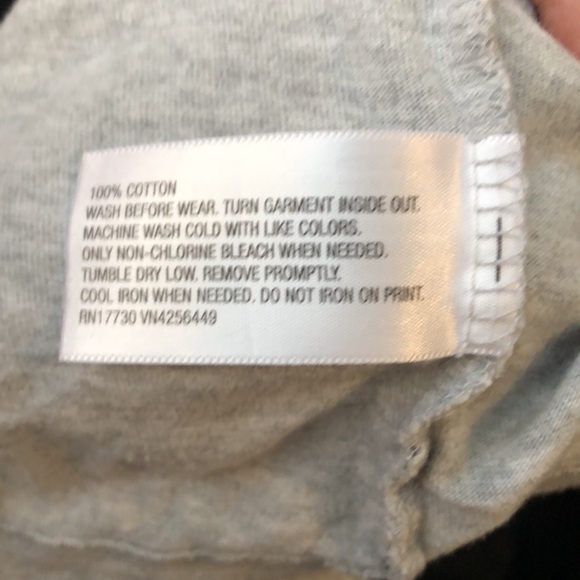 100% COTTON
WASH BEFORE WEAR. TURN GARMENT INSIDE OUT.
MACHINE WASH COLD WITH LIKE COLORS.
ONLY NON-CHLORINE BLEACH WHEN NEEDED.
TUMBLE DRY LOW. REMOVE PROMPTLY.
COOL IRON WHEN NEEDED. DO NOT IRON ON PRINT.
RN17730 VN4256449